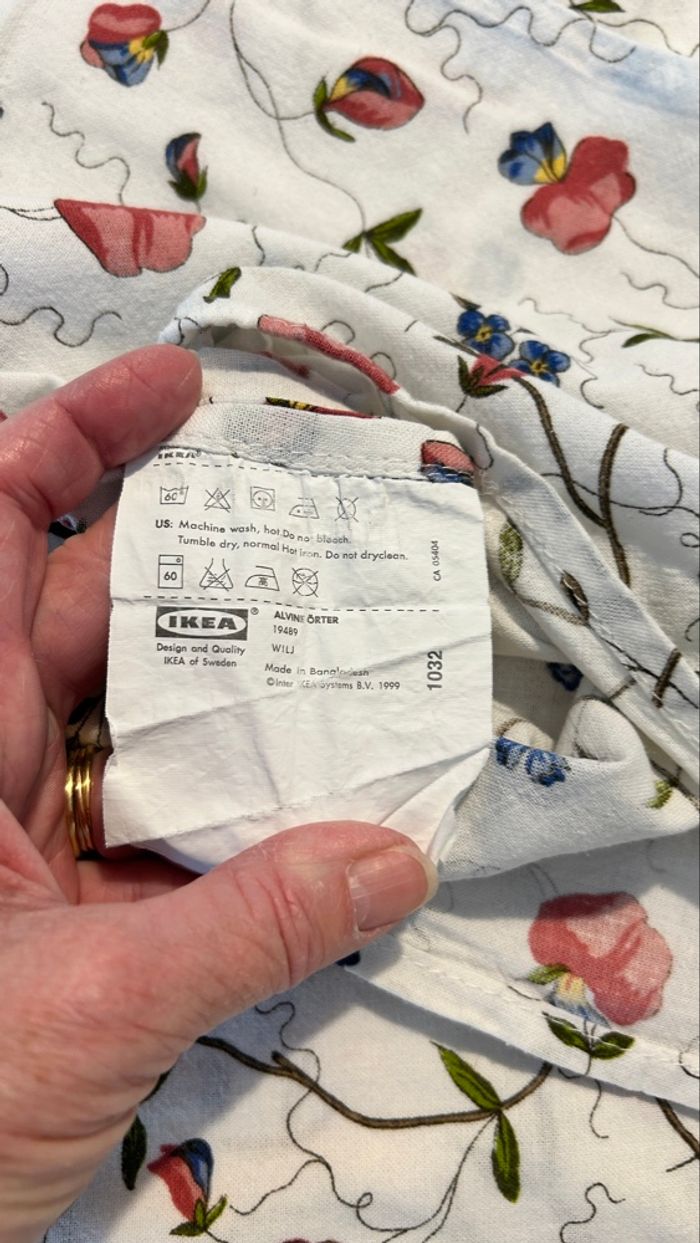 IKEA®
60
US: Machine wash, hot. Do not bleach.
Tumble dry, normal. Hot iron. Do not dryclean.
60
CA 05404
IKEA®
Design and Quality
IKEA of Sweden
ALVINE ÖRTER
19489
WILJ
Made in Bangladesh
©Inter IKEA Systems B.V. 1999
1032